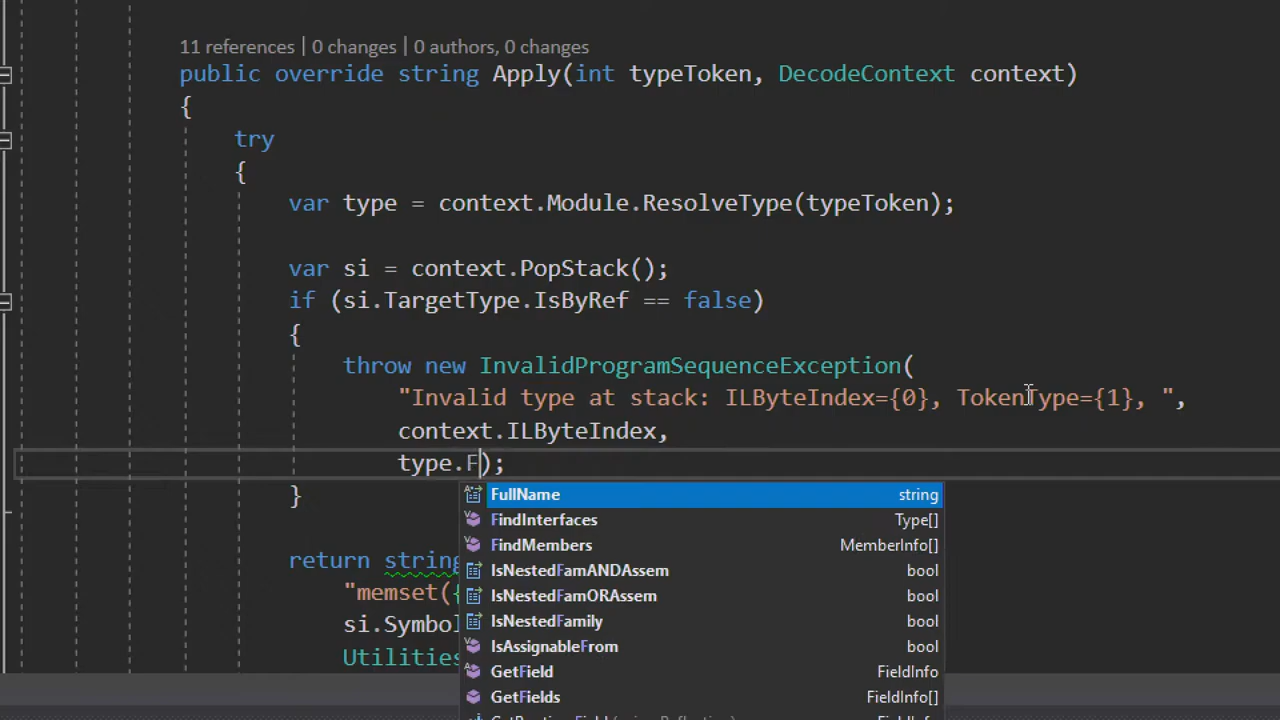 11 references | 0 changes | 0 authors, 0 changes
public override string Apply(int typeToken, DecodeContext context)
{
try
{
var type = context.Module.ResolveType(typeToken);
var si = context.PopStack();
if (si.TargetType.IsByRef == false)
{
throw new InvalidProgramSequenceException(
"Invalid type at stack: ILByteIndex={0}, TokenType={1}, ",
context.ILByteIndex,
type.F);
FullName string
}
FindInterfaces Type[]
FindMembers MemberInfo[]
return string
IsNestedFamANDAssem bool
"memset({
IsNestedFamORAssem bool
si.Symbol
IsNestedFamily bool
Utilities
IsAssignableFrom bool
GetField FieldInfo
GetFields FieldInfo[]